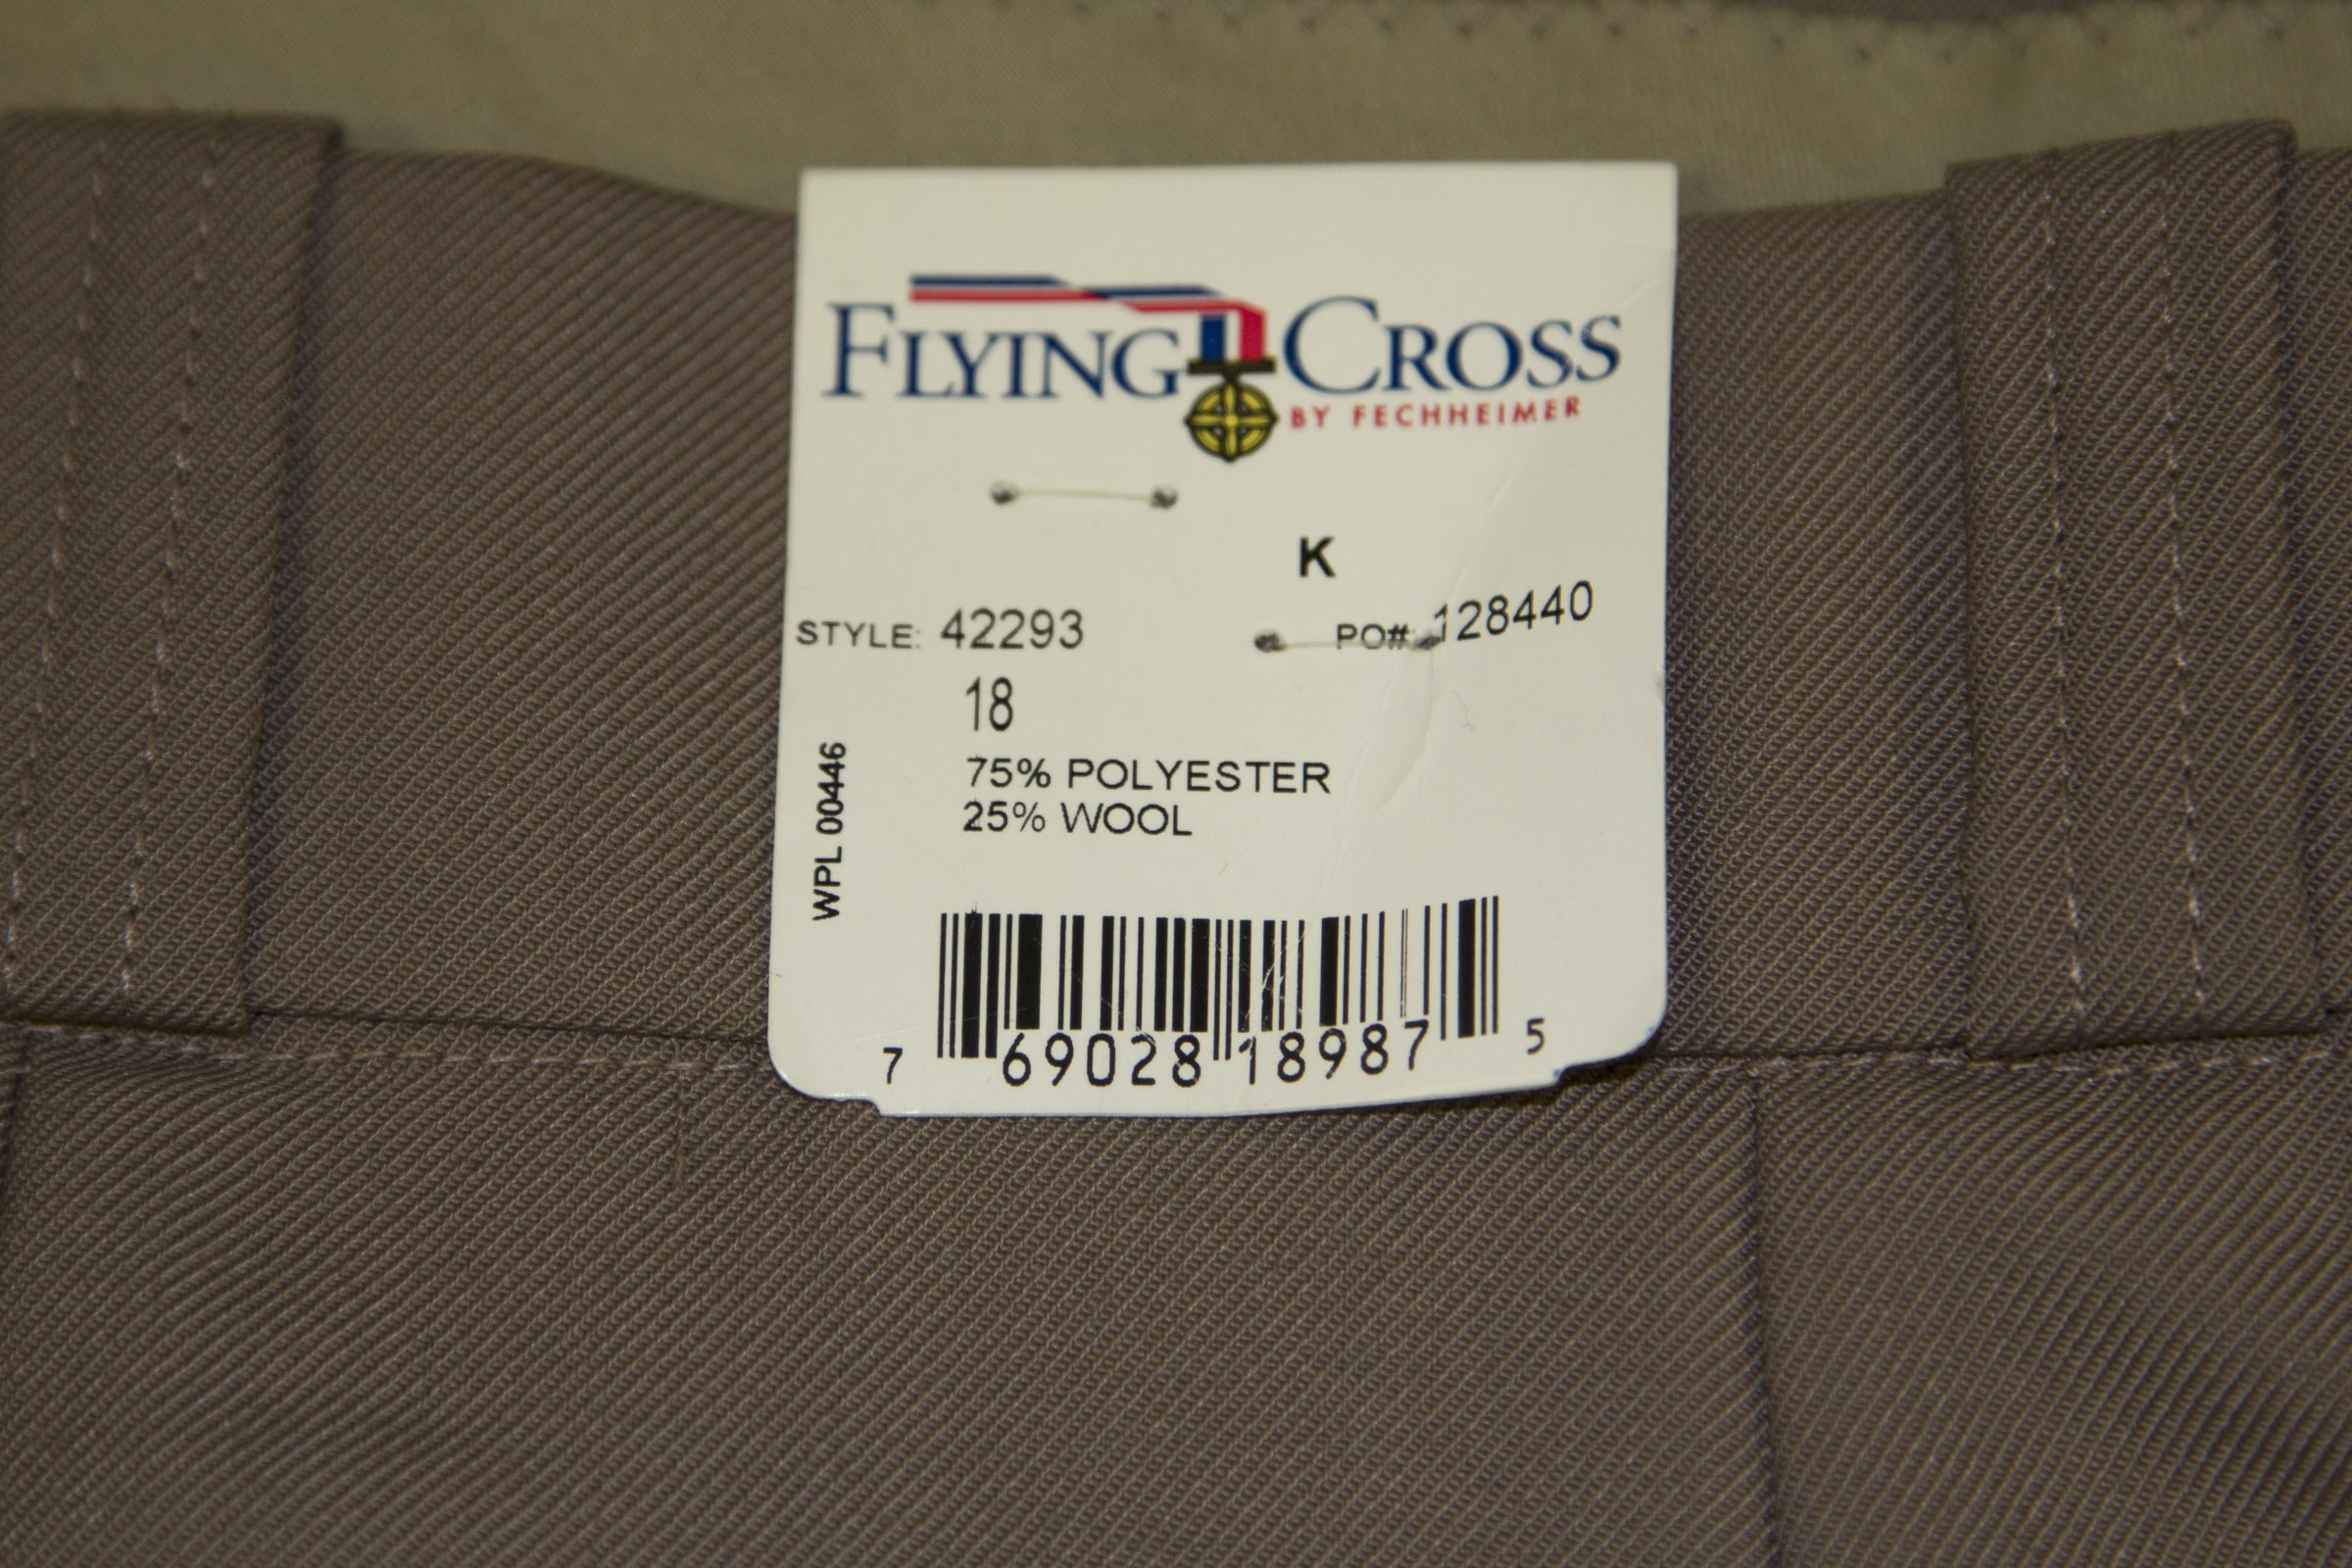 FLYING CROSS
BY FECHHEIMER
K
STYLE: 42293
PO#: 128440
18
75% POLYESTER
25% WOOL
WPL 00446
7 69028 18987 5